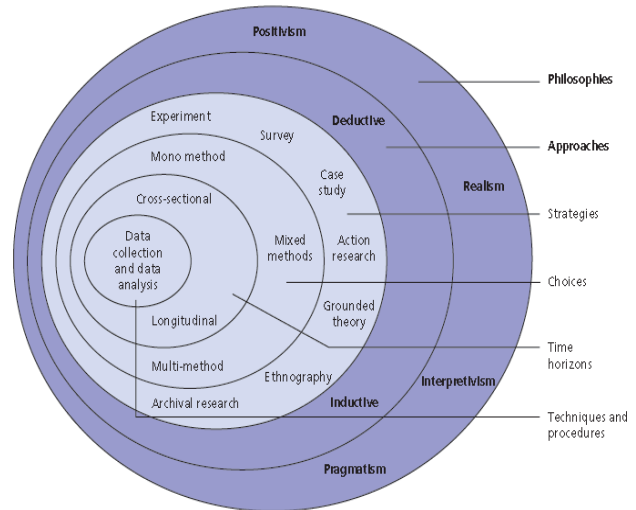 Positivism
Philosophies
Experiment
Deductive
Survey
Approaches
Mono method
Case
study
Realism
Cross-sectional
Strategies
Data
collection
and data
analysis
Mixed
methods
Action
research
Choices
Grounded
theory
Longitudinal
Time
horizons
Multi-method
Ethnography
Interpretivism
Archival research
Inductive
Techniques and
procedures
Pragmatism